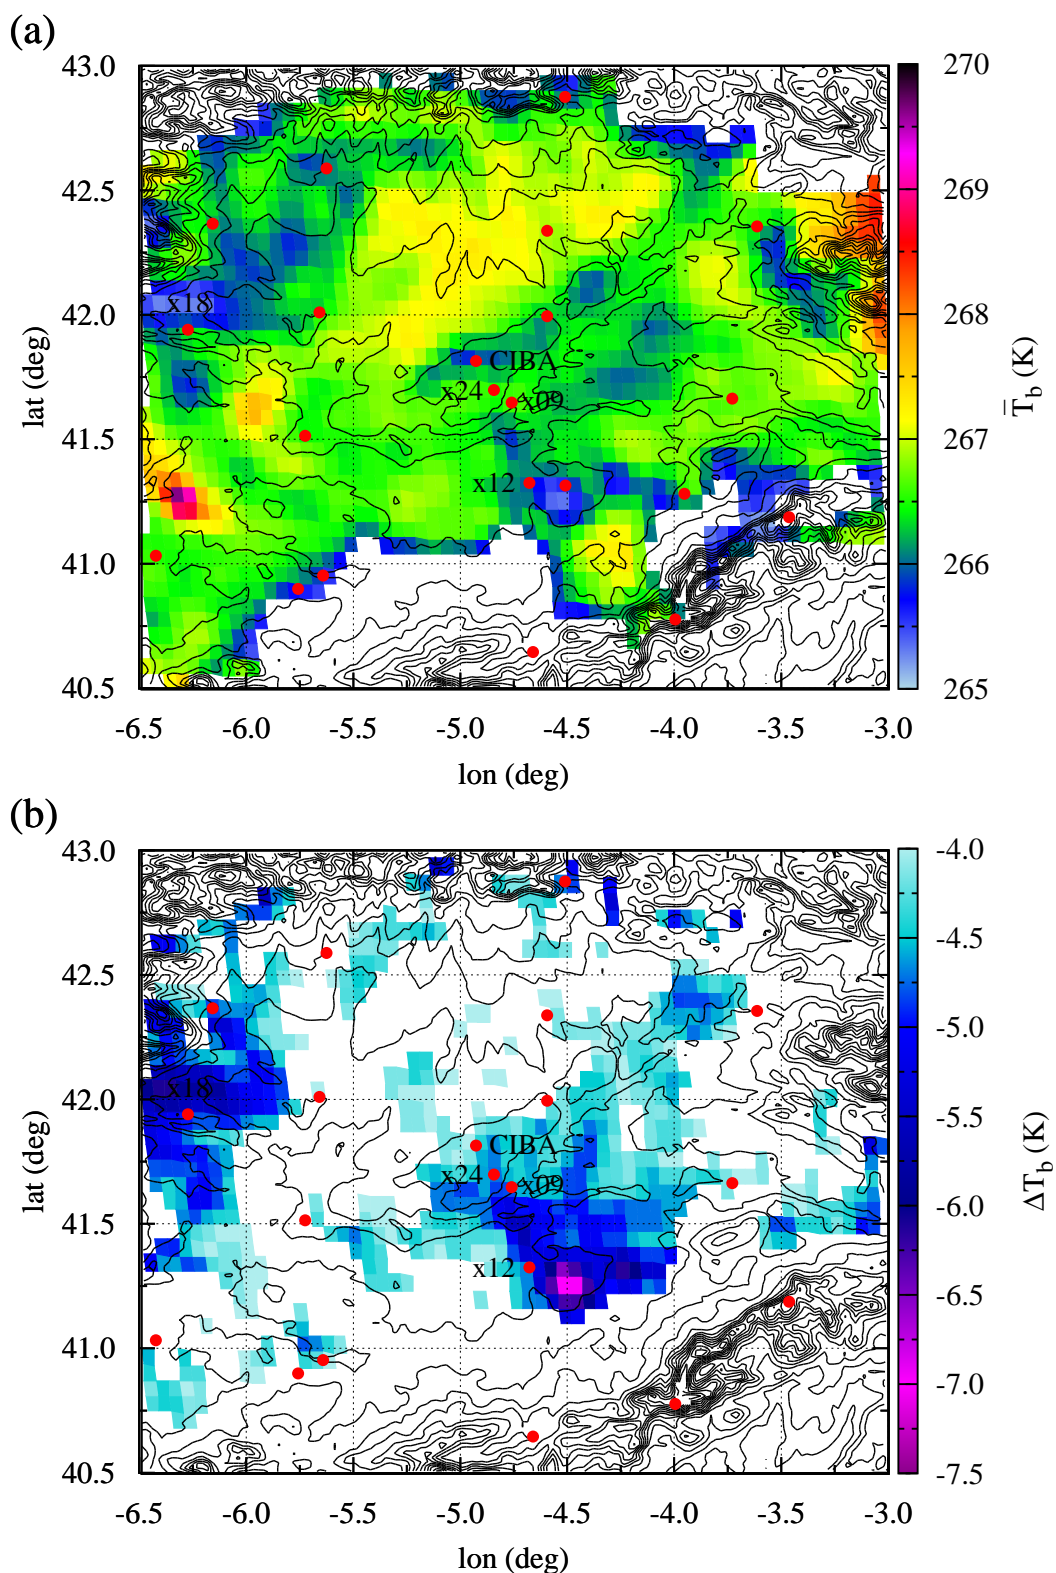 (a)
43.0
42.5
42.0
41.5
41.0
40.5
lat (deg)
x18
CIBA
x24
x09
x12
-6.5 -6.0 -5.5 -5.0 -4.5 -4.0 -3.5 -3.0
lon (deg)
270
269
268
267
266
265
T̅b (K)
(b)
43.0
42.5
42.0
41.5
41.0
40.5
lat (deg)
x18
CIBA
x24
x09
x12
-6.5 -6.0 -5.5 -5.0 -4.5 -4.0 -3.5 -3.0
lon (deg)
-4.0
-4.5
-5.0
-5.5
-6.0
-6.5
-7.0
-7.5
ΔTb (K)